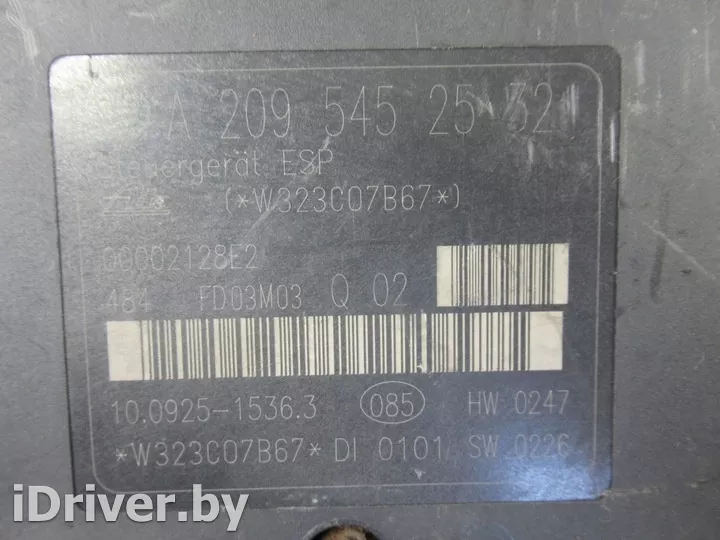 A 209 545 25 32
Steuergerät ESP
(*W323C07B67*)
00002128E2
484 FD03M03 Q 02
10.0925-1536.3 085 HW 0247
*W323C07B67* DI 0101 SW 0226
iDriver.by